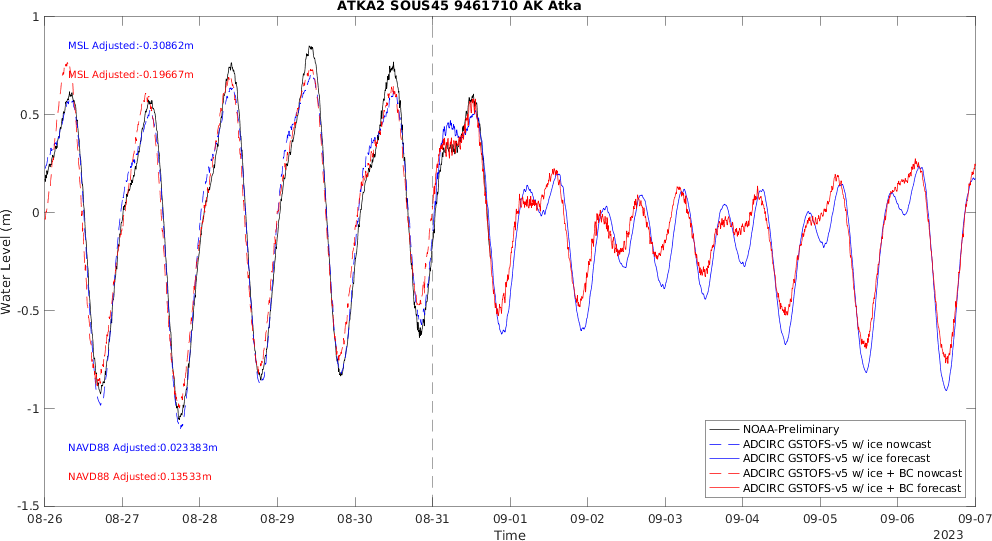 ATKA2 SOUS45 9461710 AK Atka
MSL Adjusted:-0.30862m
MSL Adjusted:-0.19667m
NAVD88 Adjusted:0.023383m
NAVD88 Adjusted:0.13533m
Water Level (m)
1
0.5
0
-0.5
-1
-1.5
NOAA-Preliminary
ADCIRC GSTOFS-v5 w/ ice nowcast
ADCIRC GSTOFS-v5 w/ ice forecast
ADCIRC GSTOFS-v5 w/ ice + BC nowcast
ADCIRC GSTOFS-v5 w/ ice + BC forecast
08-26 08-27 08-28 08-29 08-30 08-31 09-01 09-02 09-03 09-04 09-05 09-06 09-07
Time
2023